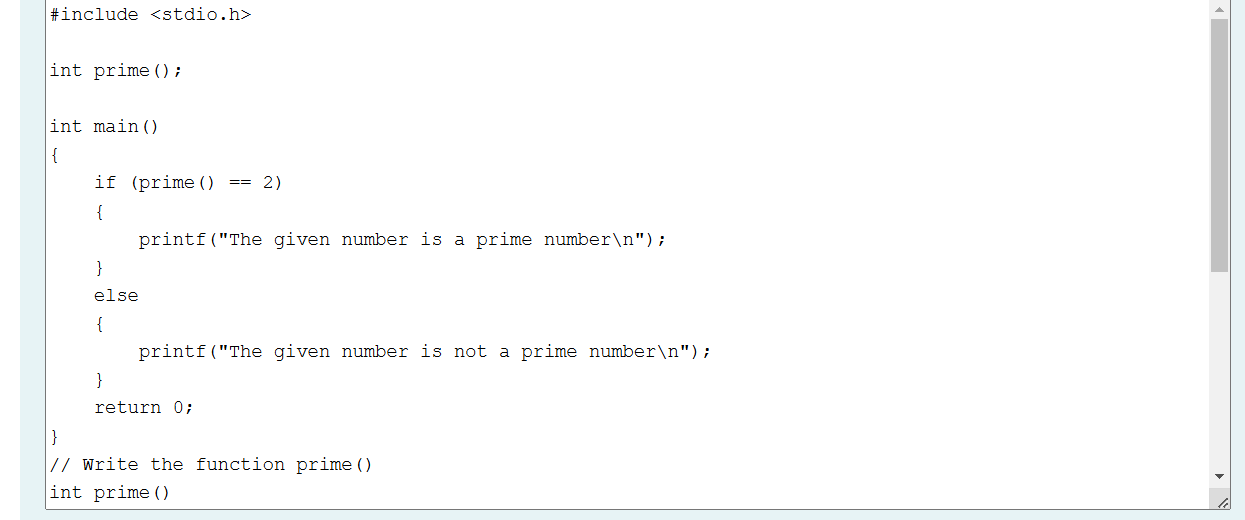 #include <stdio.h>
int prime();
int main()
{
    if (prime() == 2)
    {
        printf("The given number is a prime number\n");
    }
    else
    {
        printf("The given number is not a prime number\n");
    }
    return 0;
}
// Write the function prime()
int prime()